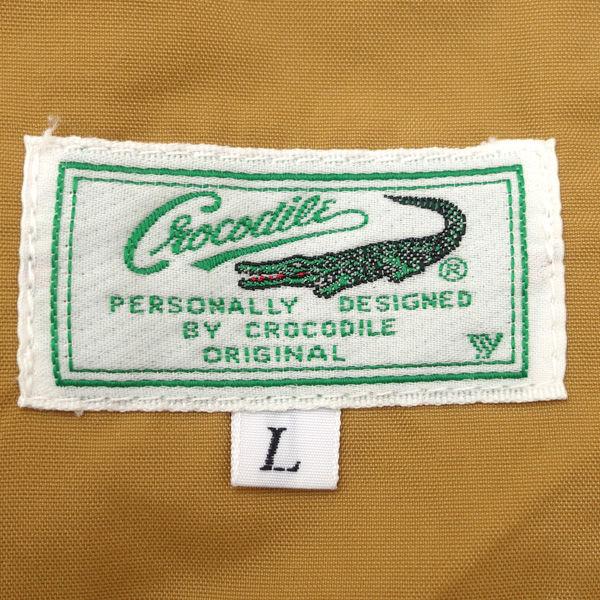 Crocodile
®
PERSONALLY DESIGNED
BY CROCODILE
ORIGINAL
L